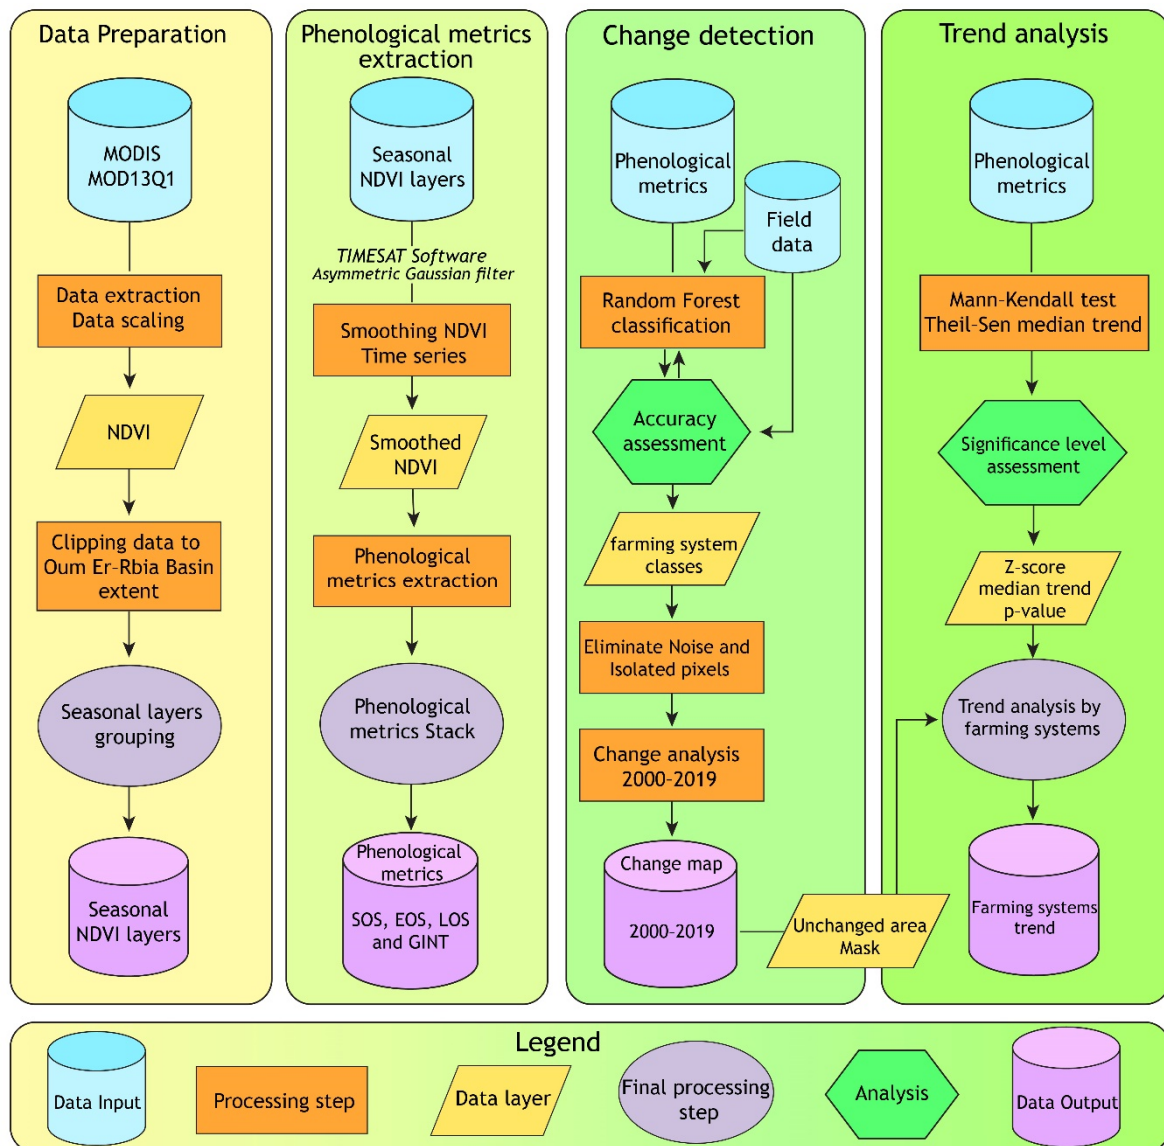 Data Preparation
MODIS
MOD13Q1
Data extraction
Data scaling
NDVI
Clipping data to
Oum Er-Rbia Basin
extent
Seasonal layers
grouping
Seasonal
NDVI layers
Phenological metrics
extraction
Seasonal
NDVI layers
TIMESAT Software
Asymmetric Gaussian filter
Smoothing NDVI
Time series
Smoothed
NDVI
Phenological
metrics extraction
Phenological
metrics Stack
Phenological
metrics
SOS, EOS, LOS
and GINT
Change detection
Phenological
metrics
Field
data
Random Forest
classification
Accuracy
assessment
farming system
classes
Eliminate Noise and
Isolated pixels
Change analysis
2000-2019
Change map
2000-2019
Unchanged area
Mask
Trend analysis
Phenological
metrics
Mann-Kendall test
Theil-Sen median trend
Significance level
assessment
Z-score
median trend
p-value
Trend analysis by
farming systems
Farming systems
trend
Legend
Data Input
Processing step
Data layer
Final processing
step
Analysis
Data Output